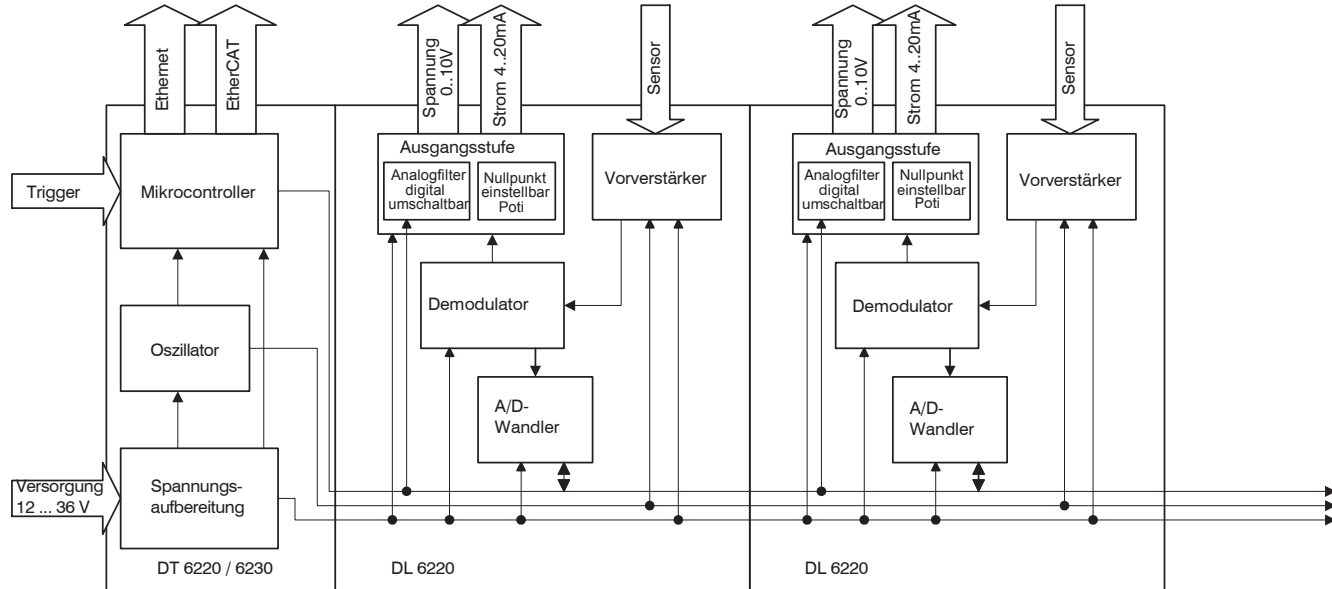 Ethernet
EtherCAT
Spannung
0..10V
Strom 4..20mA
Sensor
Spannung
0..10V
Strom 4..20mA
Sensor
Trigger
Mikrocontroller
Ausgangsstufe
Analogfilter
digital
umschaltbar
Nullpunkt
einstellbar
Poti
Vorverstärker
Ausgangsstufe
Analogfilter
digital
umschaltbar
Nullpunkt
einstellbar
Poti
Vorverstärker
Oszillator
Demodulator
Demodulator
A/D-
Wandler
A/D-
Wandler
Versorgung
12 ... 36 V
Spannungs-
aufbereitung
DT 6220 / 6230
DL 6220
DL 6220